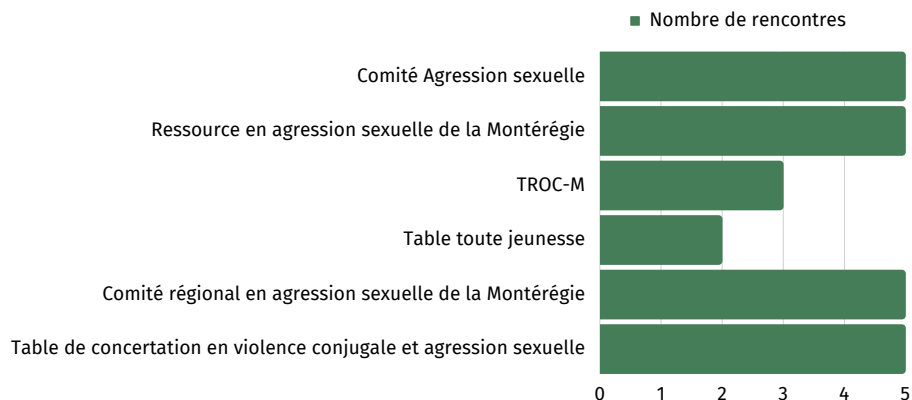 Nombre de rencontres
Comité Agression sexuelle
Ressource en agression sexuelle de la Montérégie
TROC-M
Table toute jeunesse
Comité régional en agression sexuelle de la Montérégie
Table de concertation en violence conjugale et agression sexuelle
0 1 2 3 4 5